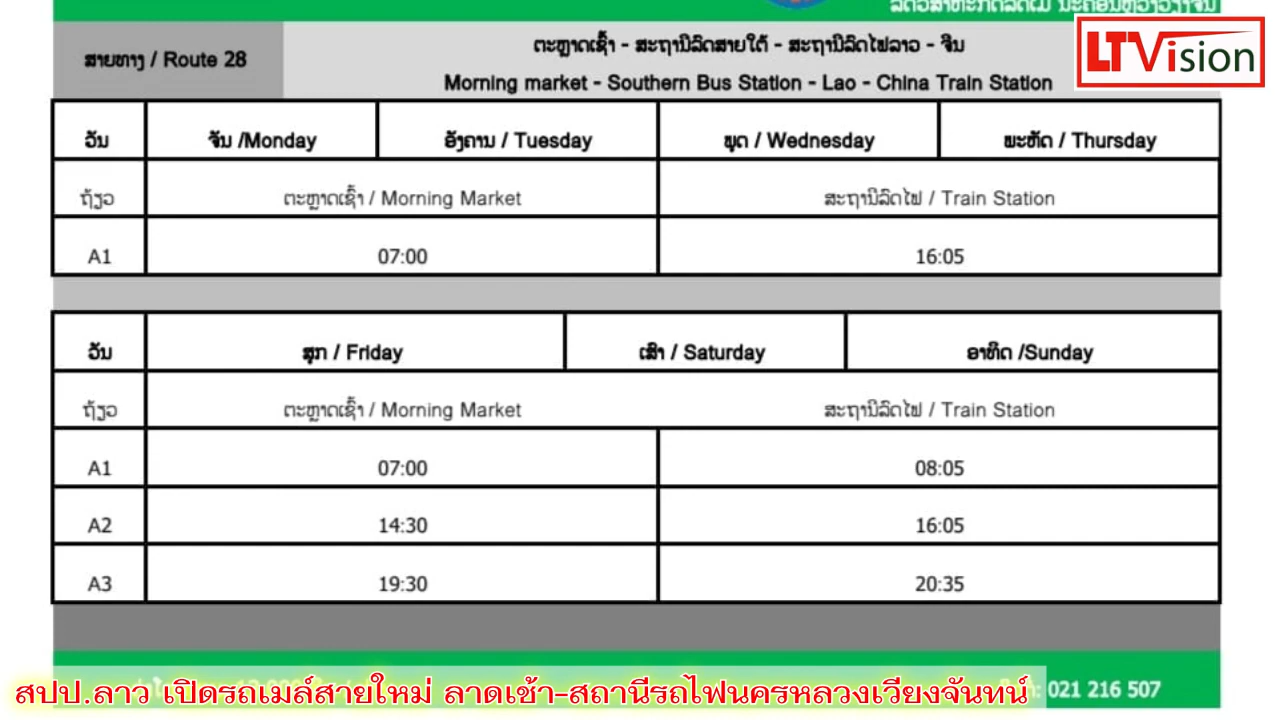 LTVision
ສາຍທາງ / Route 28
ຕະຫຼາດເຊົ້າ - ສະຖານີລົດສາຍໃຕ້ - ສະຖານີລົດໄຟລາວ - ຈີນ
Morning market - Southern Bus Station - Lao - China Train Station
ວັນ ຈັນ /Monday ອັງຄານ / Tuesday ພຸດ / Wednesday ພະຫັດ / Thursday
ຖ້ຽວ ຕະຫຼາດເຊົ້າ / Morning Market ສະຖານີລົດໄຟ / Train Station
A1 07:00 16:05
ວັນ ສຸກ / Friday ເສົາ / Saturday ອາທິດ /Sunday
ຖ້ຽວ ຕະຫຼາດເຊົ້າ / Morning Market ສະຖານີລົດໄຟ / Train Station
A1 07:00 08:05
A2 14:30 16:05
A3 19:30 20:35
สปป.ลาว เปิดรถเมล์สายใหม่ ลาดเช้า-สถานีรถไฟนครหลวงเวียงจันทน์
: 021 216 507